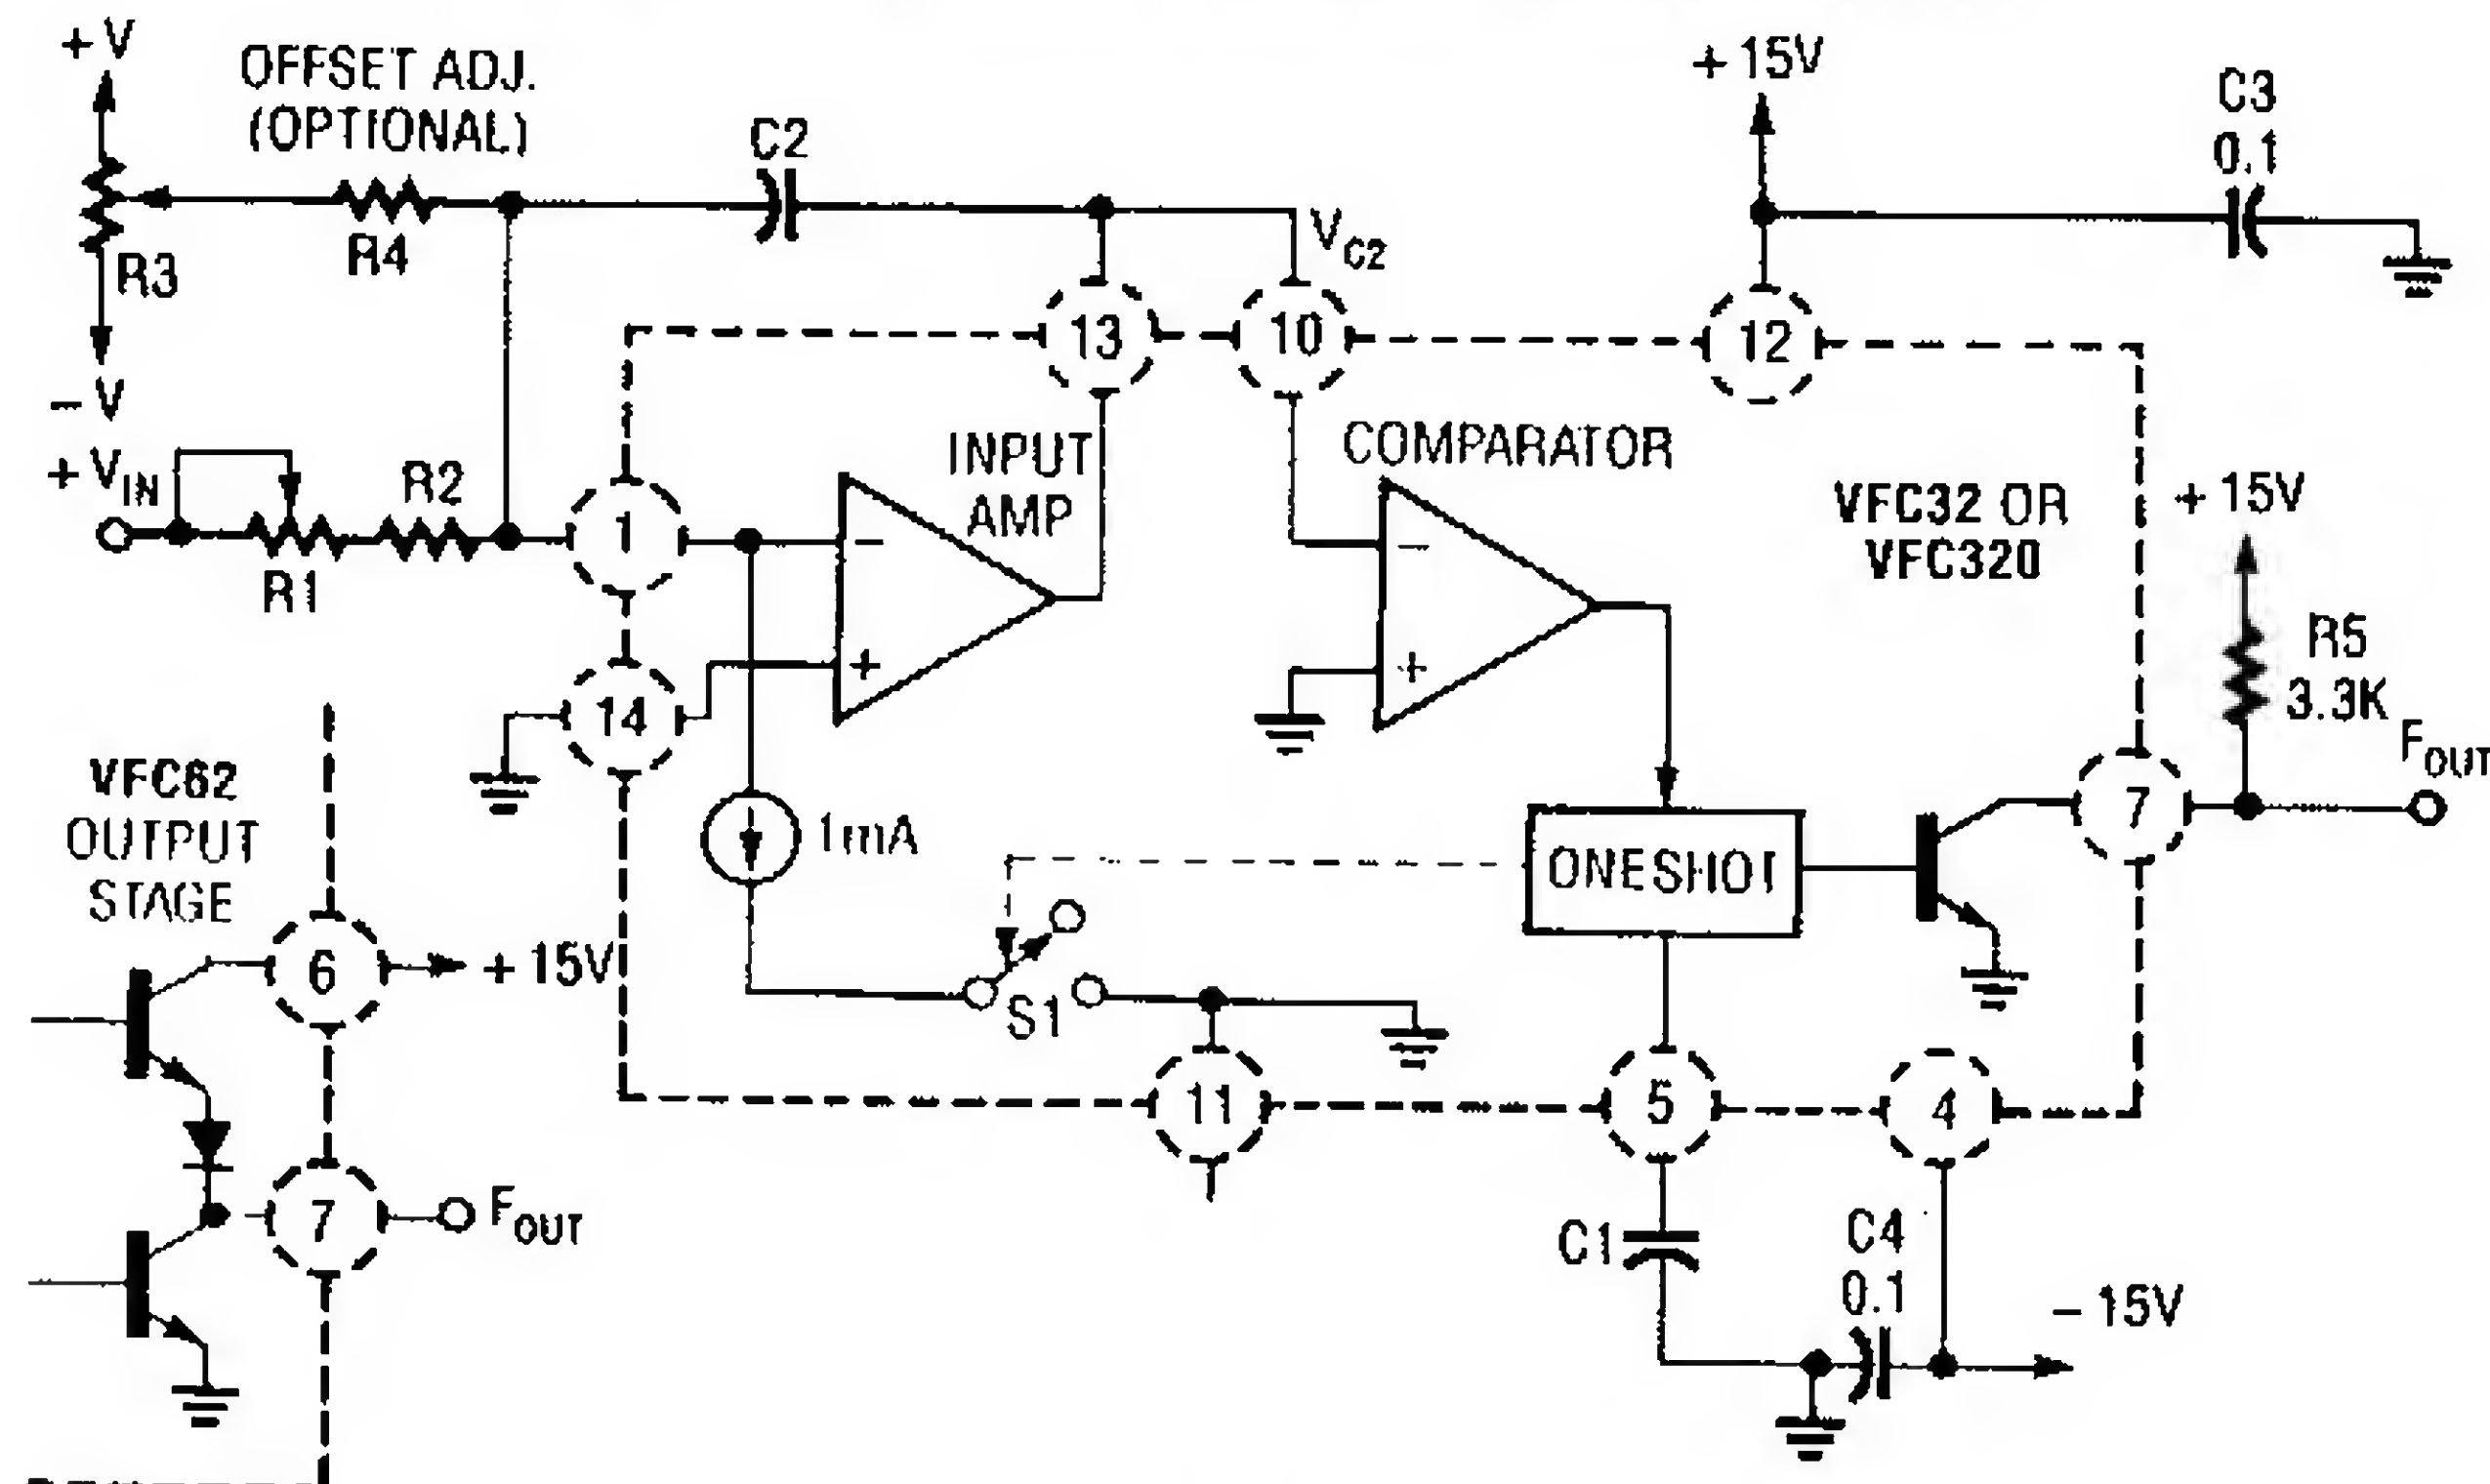 +V
OFFSET ADJ.
(OPTIONAL)
C2
+15V
C3
0.1
R4
R3
VC2
13
10
12
-V
+VIN
R2
INPUT
AMP
COMPARATOR
R1
1
-
-
VFC32 OR
VFC320
+15V
+
+
R5
3.3K
14
FOUT
VFC62
OUTPUT
STAGE
1mA
ONESHOT
7
6
+15V
S1
11
5
4
7
FOUT
C1
C4
0.1
-15V